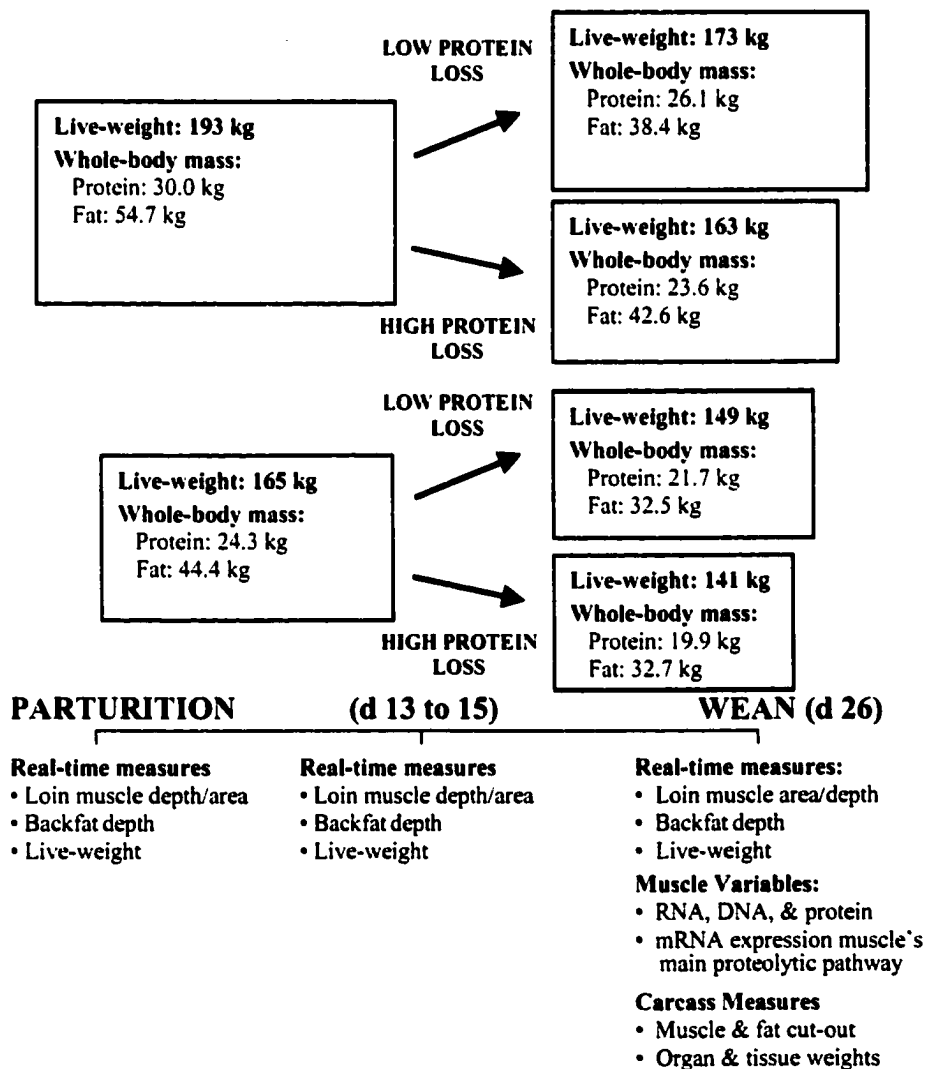 LOW PROTEIN
LOSS
Live-weight: 173 kg
Whole-body mass:
Protein: 26.1 kg
Fat: 38.4 kg
Live-weight: 193 kg
Whole-body mass:
Protein: 30.0 kg
Fat: 54.7 kg
HIGH PROTEIN
LOSS
Live-weight: 163 kg
Whole-body mass:
Protein: 23.6 kg
Fat: 42.6 kg
LOW PROTEIN
LOSS
Live-weight: 149 kg
Whole-body mass:
Protein: 21.7 kg
Fat: 32.5 kg
Live-weight: 165 kg
Whole-body mass:
Protein: 24.3 kg
Fat: 44.4 kg
HIGH PROTEIN
LOSS
Live-weight: 141 kg
Whole-body mass:
Protein: 19.9 kg
Fat: 32.7 kg
PARTURITION (d 13 to 15) WEAN (d 26)
Real-time measures
• Loin muscle depth/area
• Backfat depth
• Live-weight
Real-time measures
• Loin muscle depth/area
• Backfat depth
• Live-weight
Real-time measures:
• Loin muscle area/depth
• Backfat depth
• Live-weight
Muscle Variables:
• RNA, DNA, & protein
• mRNA expression muscle's
main proteolytic pathway
Carcass Measures
• Muscle & fat cut-out
• Organ & tissue weights